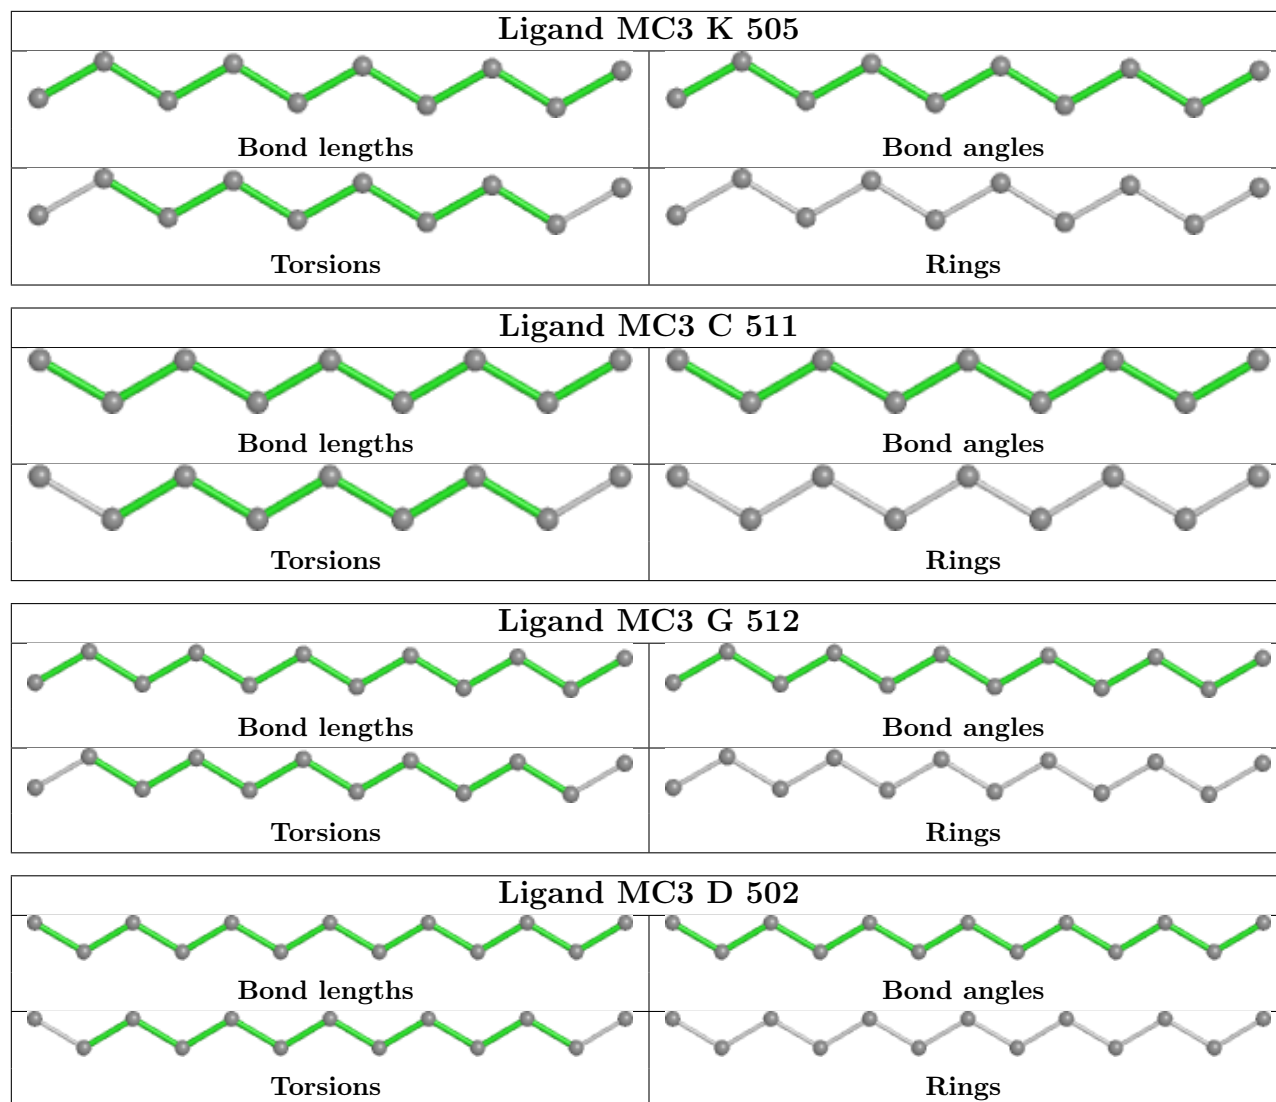 Ligand MC3 K 505
Bond lengths
Bond angles
Torsions
Rings
Ligand MC3 C 511
Bond lengths
Bond angles
Torsions
Rings
Ligand MC3 G 512
Bond lengths
Bond angles
Torsions
Rings
Ligand MC3 D 502
Bond lengths
Bond angles
Torsions
Rings